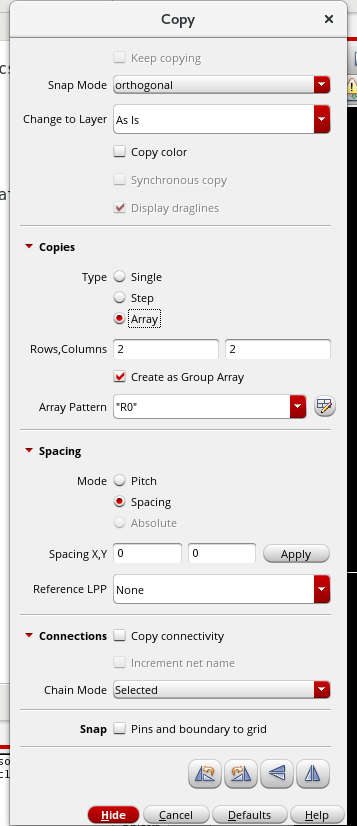 Copy
Keep copying
Snap Mode orthogonal
Change to Layer As Is
Copy color
Synchronous copy
Display draglines
Copies
Type Single
Step
Array
Rows,Columns 2 2
Create as Group Array
Array Pattern "R0"
Spacing
Mode Pitch
Spacing
Absolute
Spacing X,Y 0 0 Apply
Reference LPP None
Connections Copy connectivity
Increment net name
Chain Mode Selected
Snap Pins and boundary to grid
Hide Cancel Defaults Help